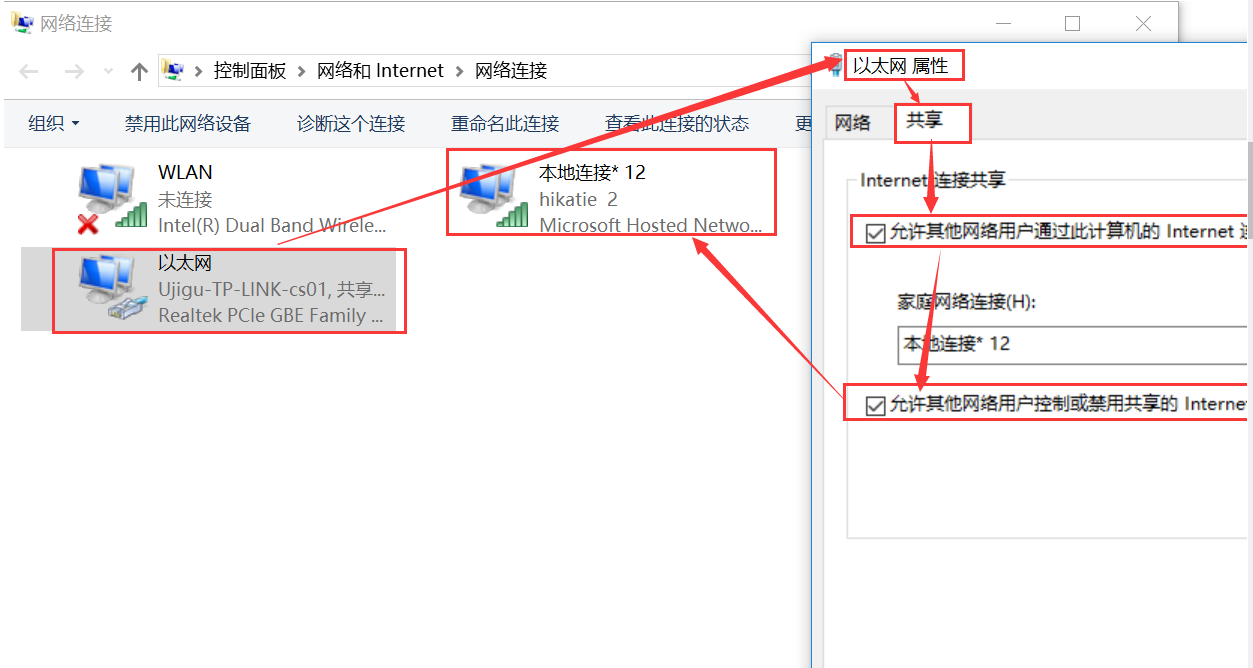 网络连接
控制面板 > 网络和 Internet > 网络连接
组织 禁用此网络设备 诊断这个连接 重命名此连接 查看此连接的状态 更
WLAN
未连接
Intel(R) Dual Band Wirele...
以太网
Ujigu-TP-LINK-cs01, 共享...
Realtek PCIe GBE Family ...
本地连接* 12
hikatie 2
Microsoft Hosted Netwo...
以太网 属性
网络 共享
Internet 连接共享
允许其他网络用户通过此计算机的 Internet 连
家庭网络连接(H):
本地连接* 12
允许其他网络用户控制或禁用共享的 Internet